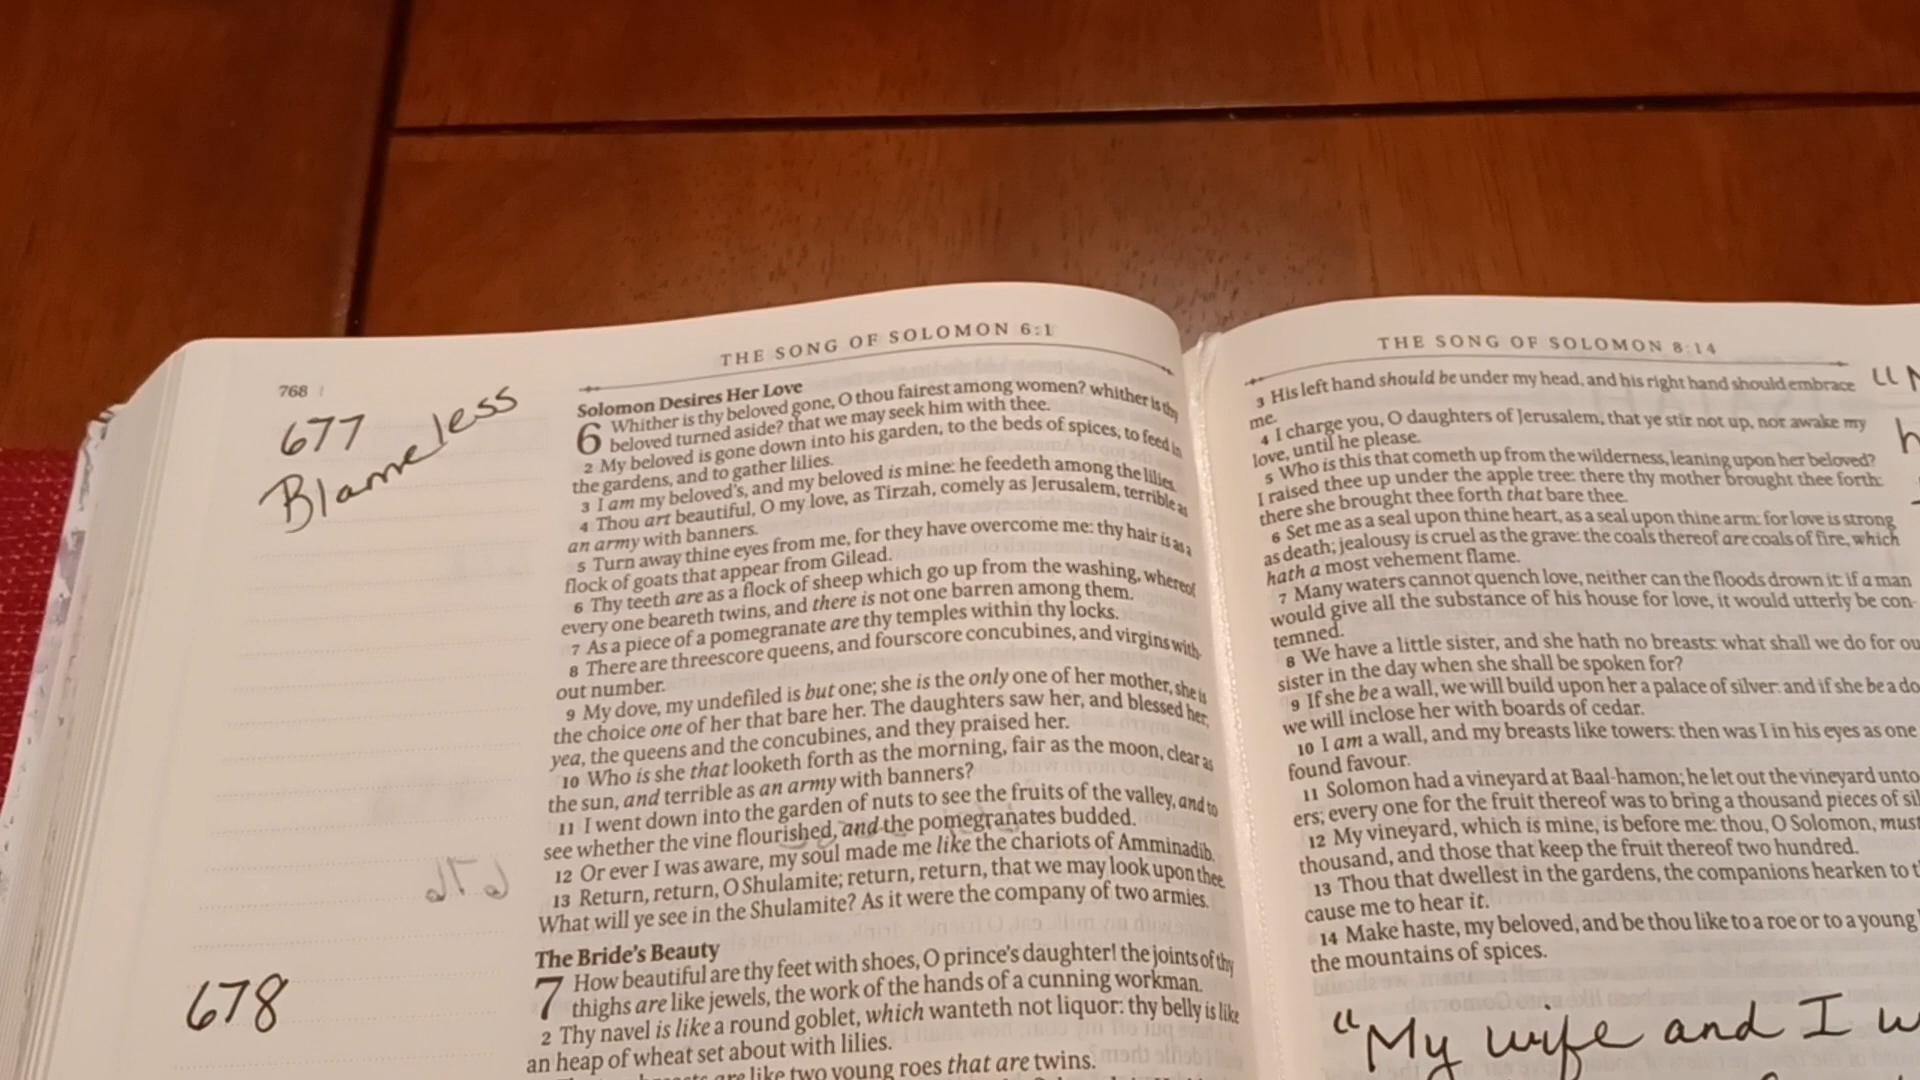 THE SONG OF SOLOMON 6:1
768
677
Blameless
Solomon Desires Her Love
6 Whither is thy beloved gone, O thou fairest among women? whither is thy
beloved turned aside? that we may seek him with thee.
2 My beloved is gone down into his garden, to the beds of spices, to feed in
the gardens, and to gather lilies.
3 I am my beloved's, and my beloved is mine: he feedeth among the lilies.
4 Thou art beautiful, O my love, as Tirzah, comely as Jerusalem, terrible as
an army with banners.
5 Turn away thine eyes from me, for they have overcome me: thy hair is as a
flock of goats that appear from Gilead.
6 Thy teeth are as a flock of sheep which go up from the washing, whereof
every one beareth twins, and there is not one barren among them.
7 As a piece of a pomegranate are thy temples within thy locks.
8 There are threescore queens, and fourscore concubines, and virgins with-
out number.
9 My dove, my undefiled is but one; she is the only one of her mother, she is
the choice one of her that bare her. The daughters saw her, and blessed her;
yea, the queens and the concubines, and they praised her.
10 Who is she that looketh forth as the morning, fair as the moon, clear as
the sun, and terrible as an army with banners?
11 I went down into the garden of nuts to see the fruits of the valley, and to
see whether the vine flourished, and the pomegranates budded.
12 Or ever I was aware, my soul made me like the chariots of Amminadib.
13 Return, return, O Shulamite; return, return, that we may look upon thee.
What will ye see in the Shulamite? As it were the company of two armies.
678
The Bride's Beauty
7 How beautiful are thy feet with shoes, O prince's daughter! the joints of thy
thighs are like jewels, the work of the hands of a cunning workman.
2 Thy navel is like a round goblet, which wanteth not liquor: thy belly is like
an heap of wheat set about with lilies.
are like two young roes that are twins.
THE SONG OF SOLOMON 8:14
3 His left hand should be under my head, and his right hand should embrace
me.
4 I charge you, O daughters of Jerusalem, that ye stir not up, nor awake my
love, until he please.
5 Who is this that cometh up from the wilderness, leaning upon her beloved?
I raised thee up under the apple tree: there thy mother brought thee forth:
there she brought thee forth that bare thee.
6 Set me as a seal upon thine heart, as a seal upon thine arm: for love is strong
as death; jealousy is cruel as the grave: the coals thereof are coals of fire, which
hath a most vehement flame.
7 Many waters cannot quench love, neither can the floods drown it: if a man
would give all the substance of his house for love, it would utterly be con-
temned.
8 We have a little sister, and she hath no breasts: what shall we do for ou
sister in the day when she shall be spoken for?
9 If she be a wall, we will build upon her a palace of silver: and if she be a do
we will inclose her with boards of cedar.
10 I am a wall, and my breasts like towers: then was I in his eyes as one
found favour.
11 Solomon had a vineyard at Baal-hamon; he let out the vineyard unto
ers; every one for the fruit thereof was to bring a thousand pieces of sil
12 My vineyard, which is mine, is before me: thou, O Solomon, must
thousand, and those that keep the fruit thereof two hundred.
13 Thou that dwellest in the gardens, the companions hearken to t
cause me to hear it.
14 Make haste, my beloved, and be thou like to a roe or to a young
the mountains of spices.
"My wife and I w